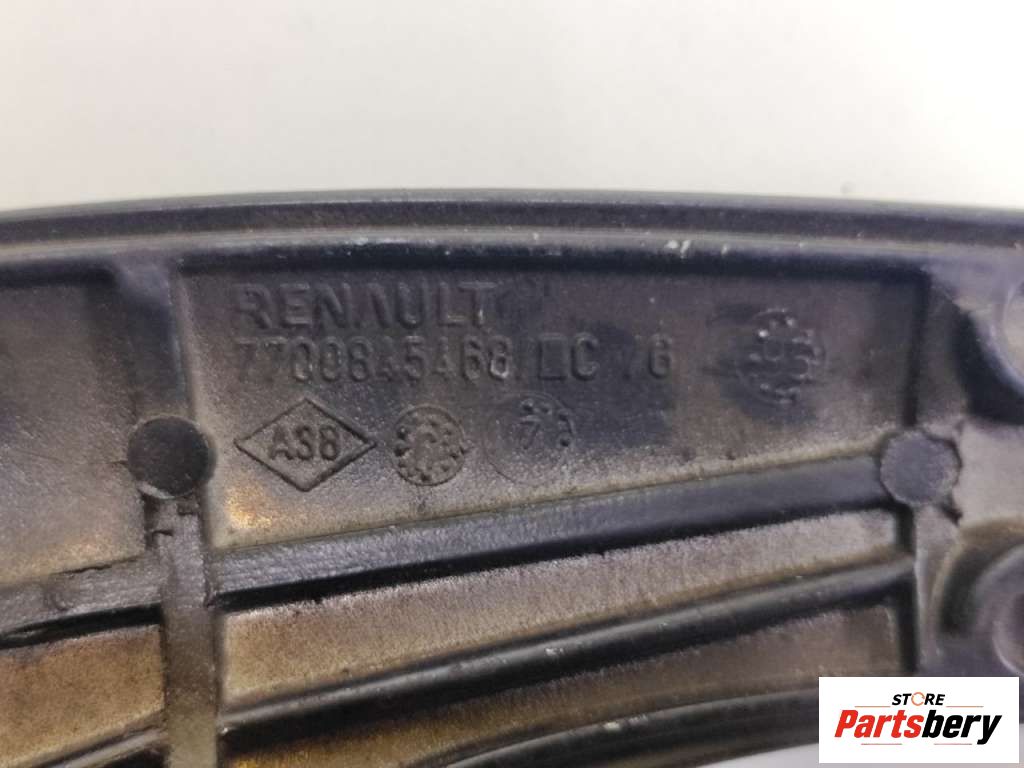 RENAULT
7700845468
AS8
STORE
Partsbery